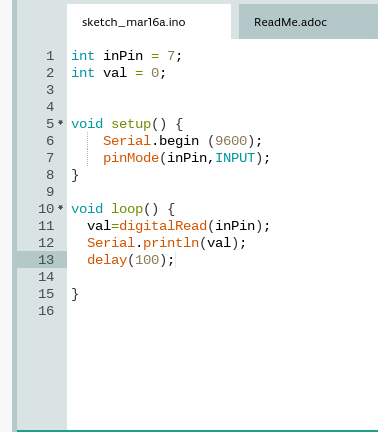 sketch_mar16a.ino ReadMe.adoc
1 int inPin = 7;
2 int val = 0;
3
4
5 void setup() {
6 Serial.begin (9600);
7 pinMode(inPin,INPUT);
8 }
9
10 void loop() {
11 val=digitalRead(inPin);
12 Serial.println(val);
13 delay(100);
14
15 }
16